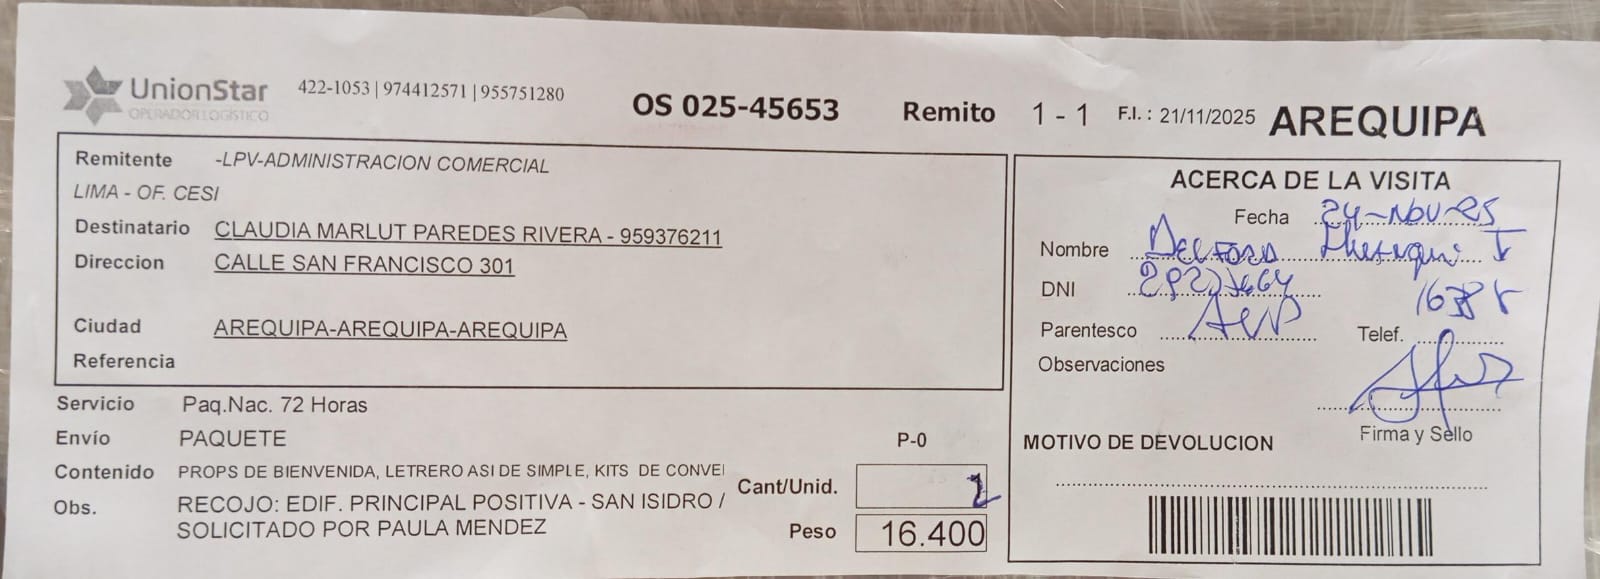 UnionStar
OPERADOR LOGISTICO
422-1053 | 974412571 | 955751280
OS 025-45653 Remito 1 - 1 F.I. : 21/11/2025 AREQUIPA
Remitente -LPV-ADMINISTRACION COMERCIAL
LIMA - OF. CESI
Destinatario CLAUDIA MARLUT PAREDES RIVERA - 959376211
Direccion CALLE SAN FRANCISCO 301
Ciudad AREQUIPA-AREQUIPA-AREQUIPA
Referencia
Servicio Paq.Nac. 72 Horas
Envío PAQUETE P-0
Contenido PROPS DE BIENVENIDA, LETRERO ASI DE SIMPLE, KITS DE CONVE
Obs. RECOJO: EDIF. PRINCIPAL POSITIVA - SAN ISIDRO /
SOLICITADO POR PAULA MENDEZ
Cant/Unid.
Peso 16.400
ACERCA DE LA VISITA
Fecha 24-NOV-25
Nombre
DNI
Parentesco
Telef.
Observaciones
Firma y Sello
MOTIVO DE DEVOLUCION